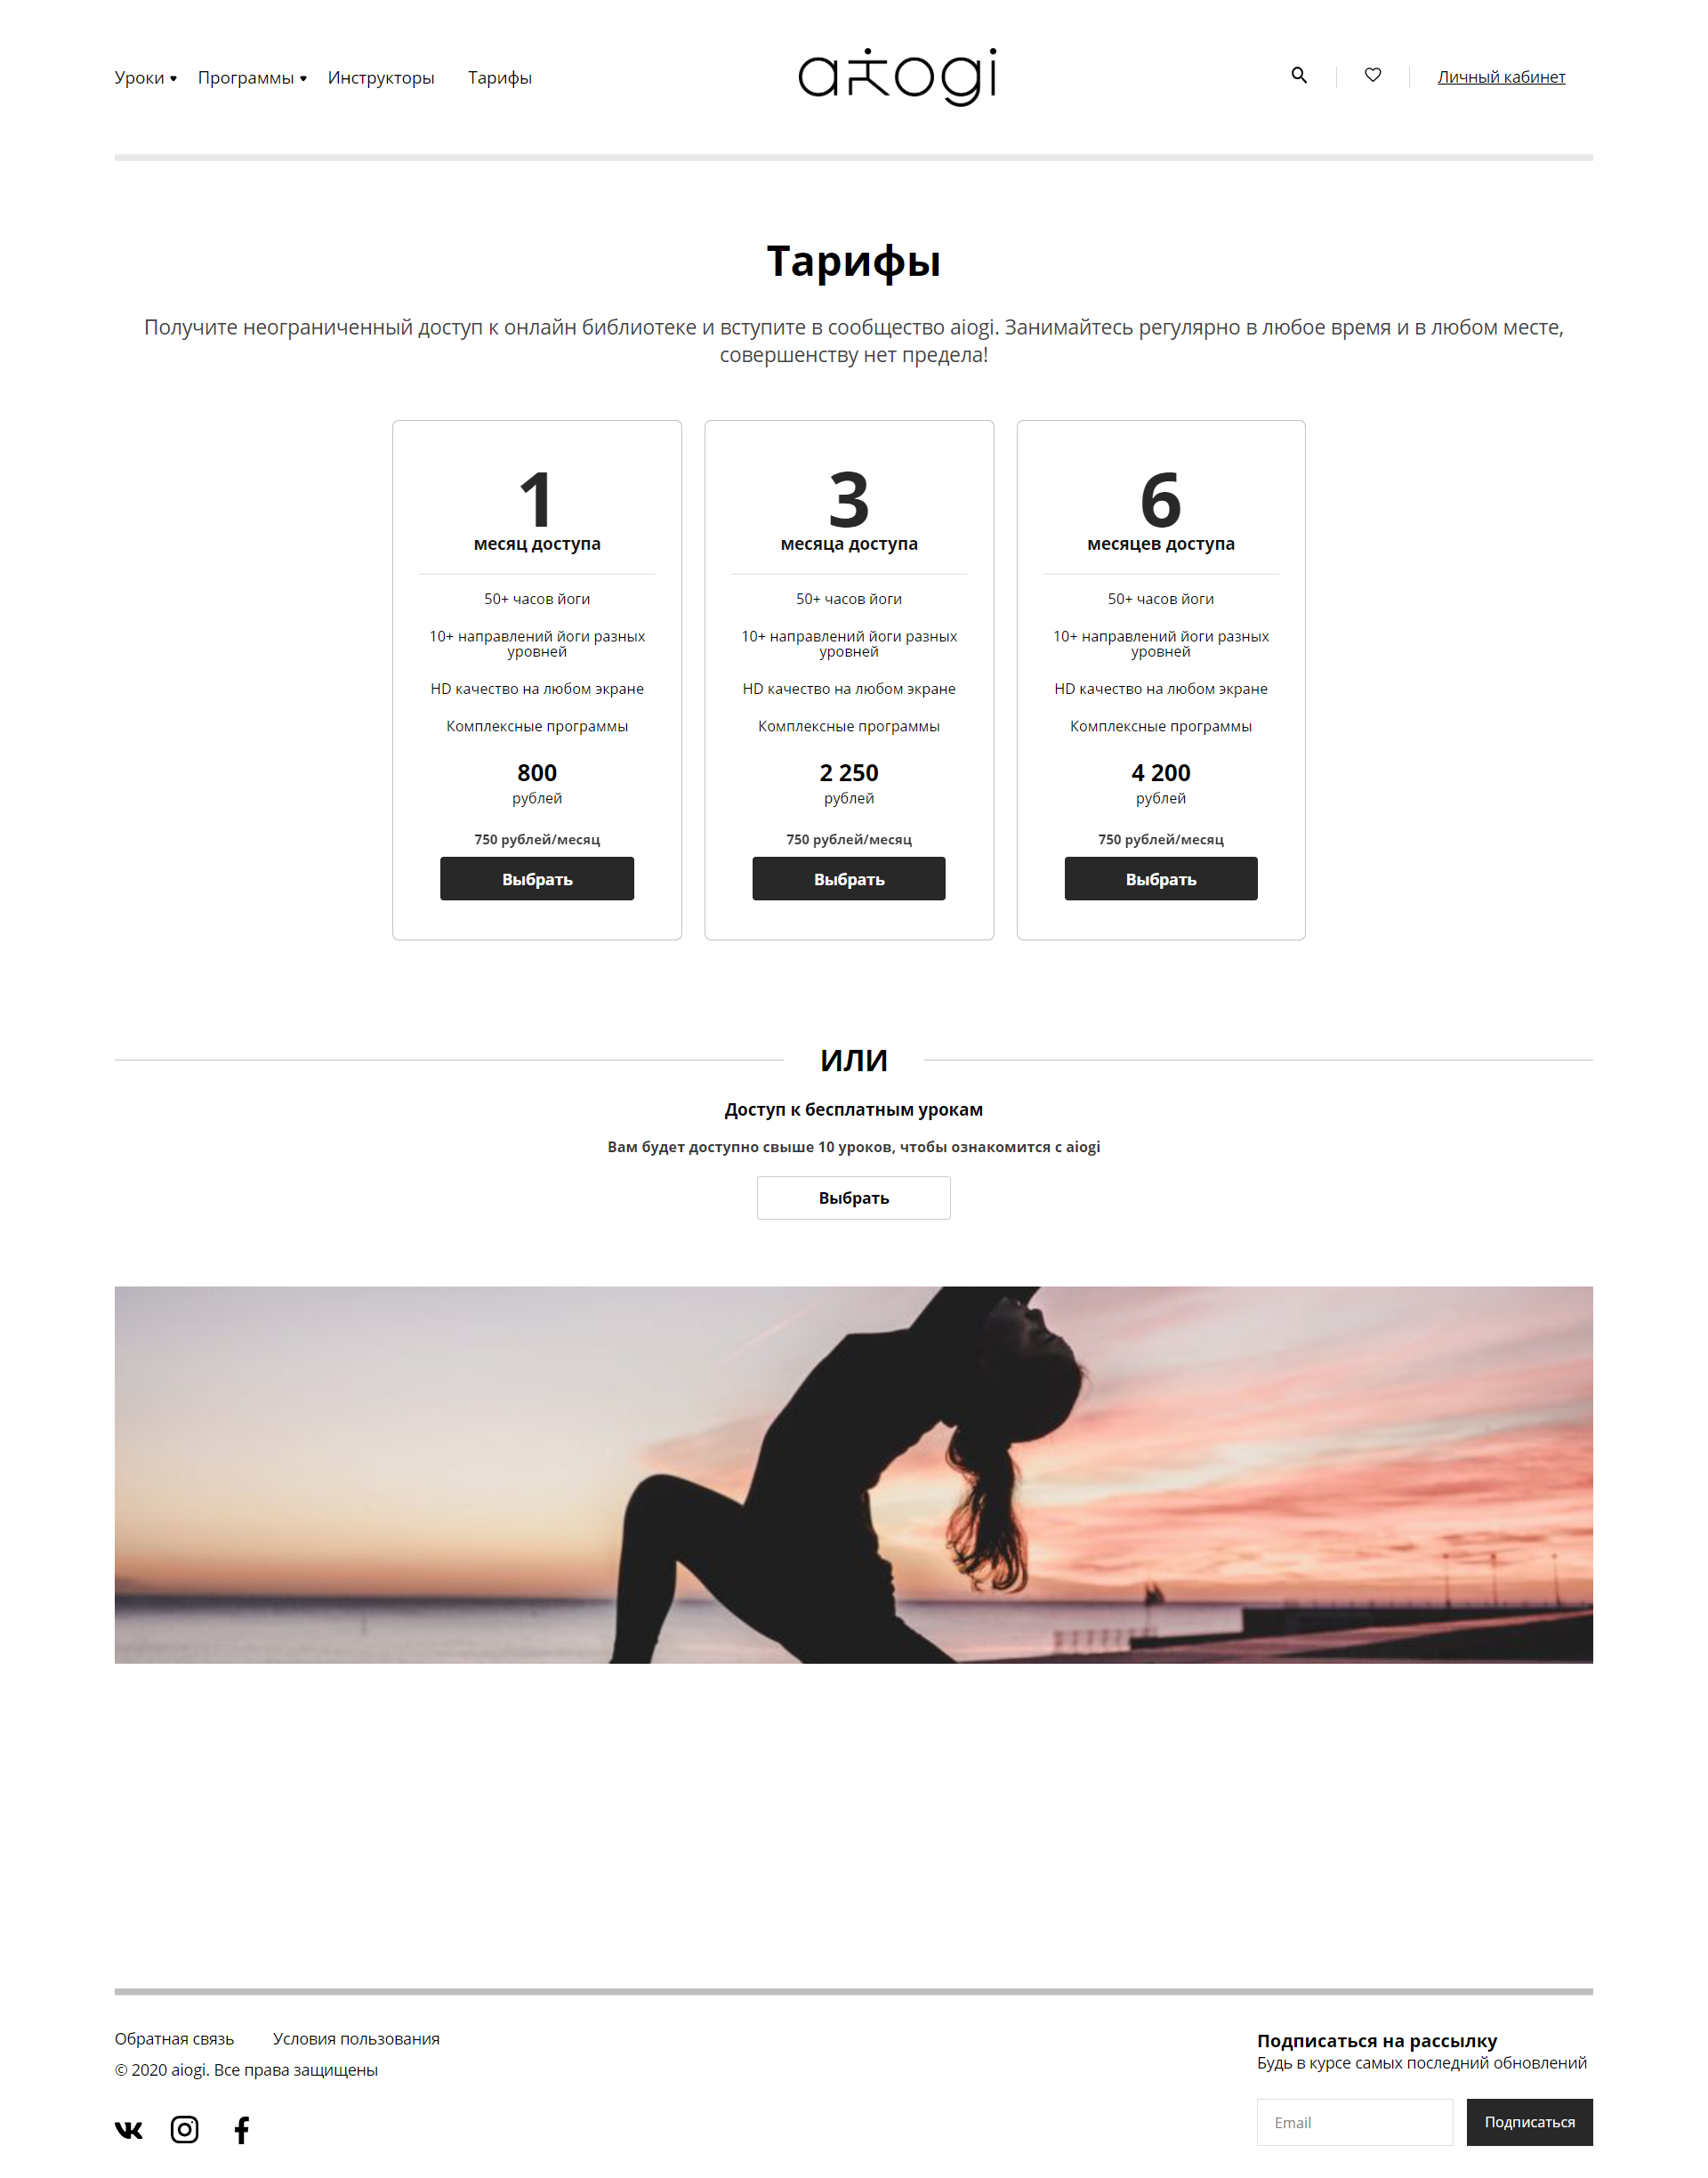 Уроки Программы Инструкторы Тарифы
aiogi
Личный кабинет
Тарифы
Получите неограниченный доступ к онлайн библиотеке и вступите в сообщество aiogi. Занимайтесь регулярно в любое время и в любом месте,
совершенству нет предела!
1
месяц доступа
50+ часов йоги
10+ направлений йоги разных
уровней
HD качество на любом экране
Комплексные программы
800
рублей
750 рублей/месяц
Выбрать
3
месяца доступа
50+ часов йоги
10+ направлений йоги разных
уровней
HD качество на любом экране
Комплексные программы
2 250
рублей
750 рублей/месяц
Выбрать
6
месяцев доступа
50+ часов йоги
10+ направлений йоги разных
уровней
HD качество на любом экране
Комплексные программы
4 200
рублей
750 рублей/месяц
Выбрать
ИЛИ
Доступ к бесплатным урокам
Вам будет доступно свыше 10 уроков, чтобы ознакомится с aiogi
Выбрать
Обратная связь Условия пользования
© 2020 aiogi. Все права защищены
Подписаться на рассылку
Будь в курсе самых последний обновлений
Email
Подписаться